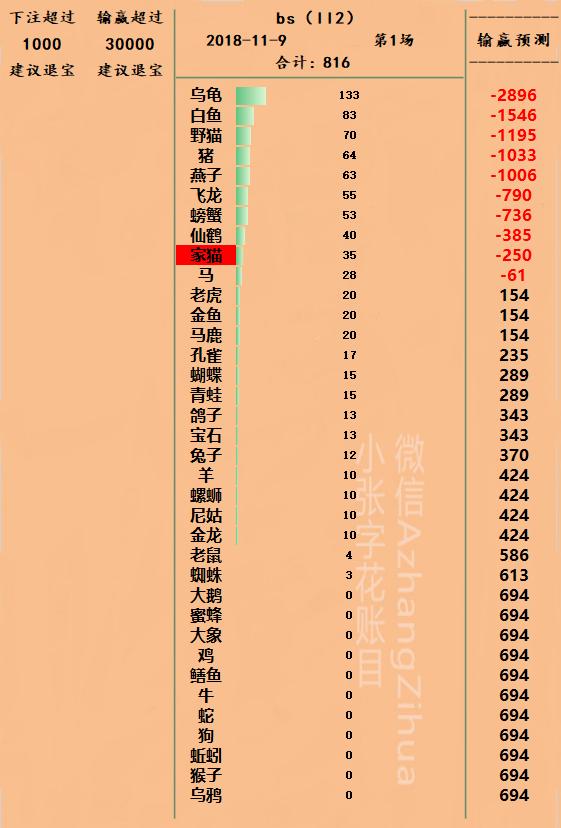 下注超过 输赢超过
1000 30000
建议退宝 建议退宝
bs（ll2）
2018-11-9 第1场
合计：816
------------
输赢预测
------------
乌龟 133 -2896
白鱼 83 -1546
野猫 70 -1195
猪 64 -1033
燕子 63 -1006
飞龙 55 -790
螃蟹 53 -736
仙鹤 40 -385
家猫 35 -250
马 28 -61
老虎 20 154
金鱼 20 154
马鹿 20 154
孔雀 17 235
蝴蝶 15 289
青蛙 15 289
鸽子 13 343
宝石 13 343
兔子 12 370
羊 10 424
螺蛳 10 424
尼姑 10 424
金龙 10 424
老鼠 4 586
蜘蛛 3 613
大鹅 0 694
蜜蜂 0 694
大象 0 694
鸡 0 694
鳝鱼 0 694
牛 0 694
蛇 0 694
狗 0 694
蚯蚓 0 694
猴子 0 694
乌鸦 0 694
微信AzhangZihua
小张字花账目